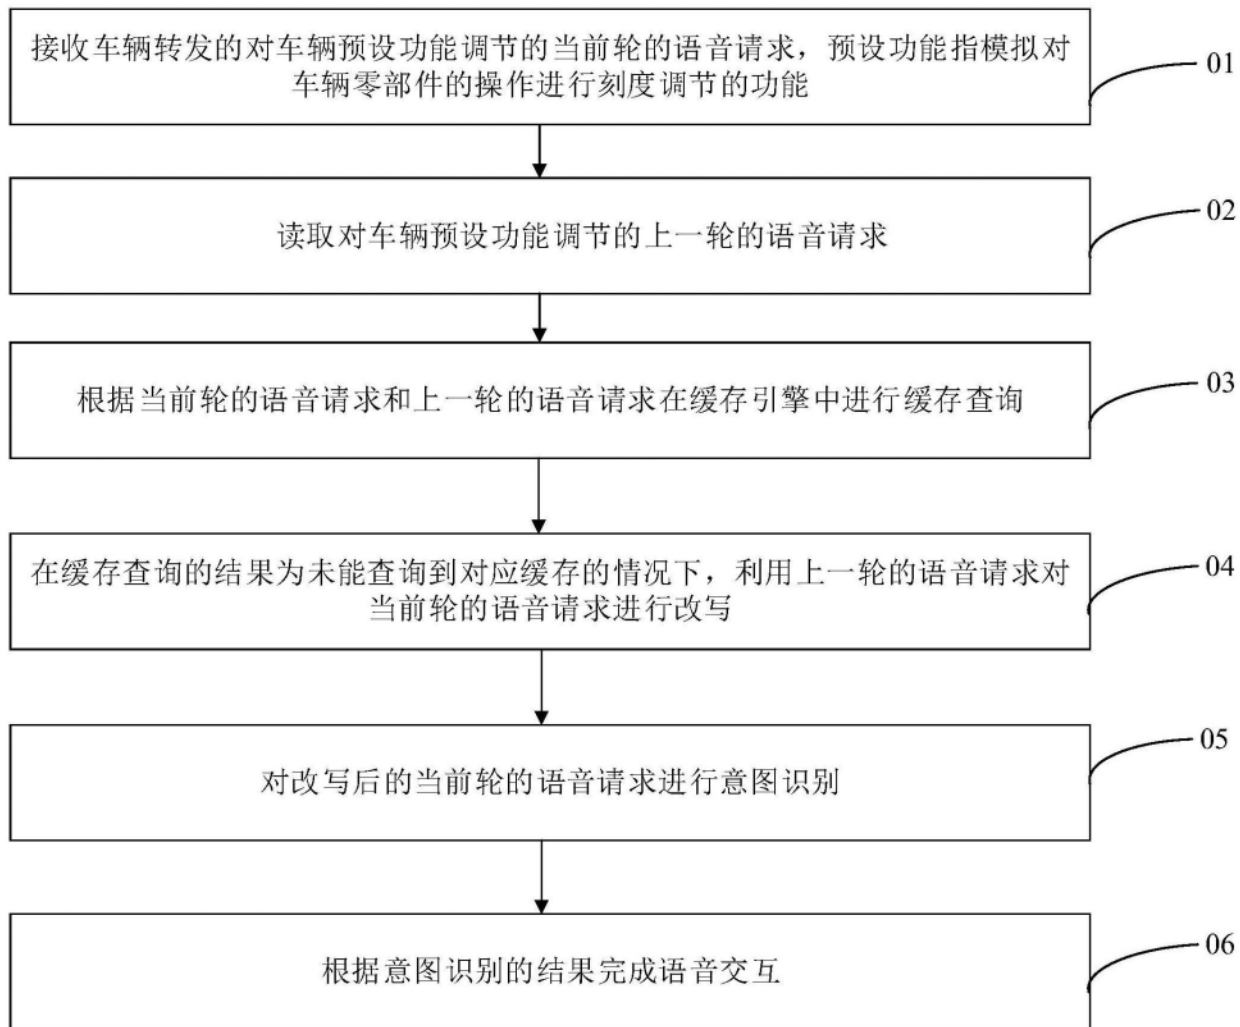 接收车辆转发的对车辆预设功能调节的当前轮的语音请求，预设功能指模拟对
车辆零部件的操作进行刻度调节的功能
01
读取对车辆预设功能调节的上一轮的语音请求
02
根据当前轮的语音请求和上一轮的语音请求在缓存引擎中进行缓存查询
03
在缓存查询的结果为未能查询到对应缓存的情况下，利用上一轮的语音请求对
当前轮的语音请求进行改写
04
对改写后的当前轮的语音请求进行意图识别
05
根据意图识别的结果完成语音交互
06